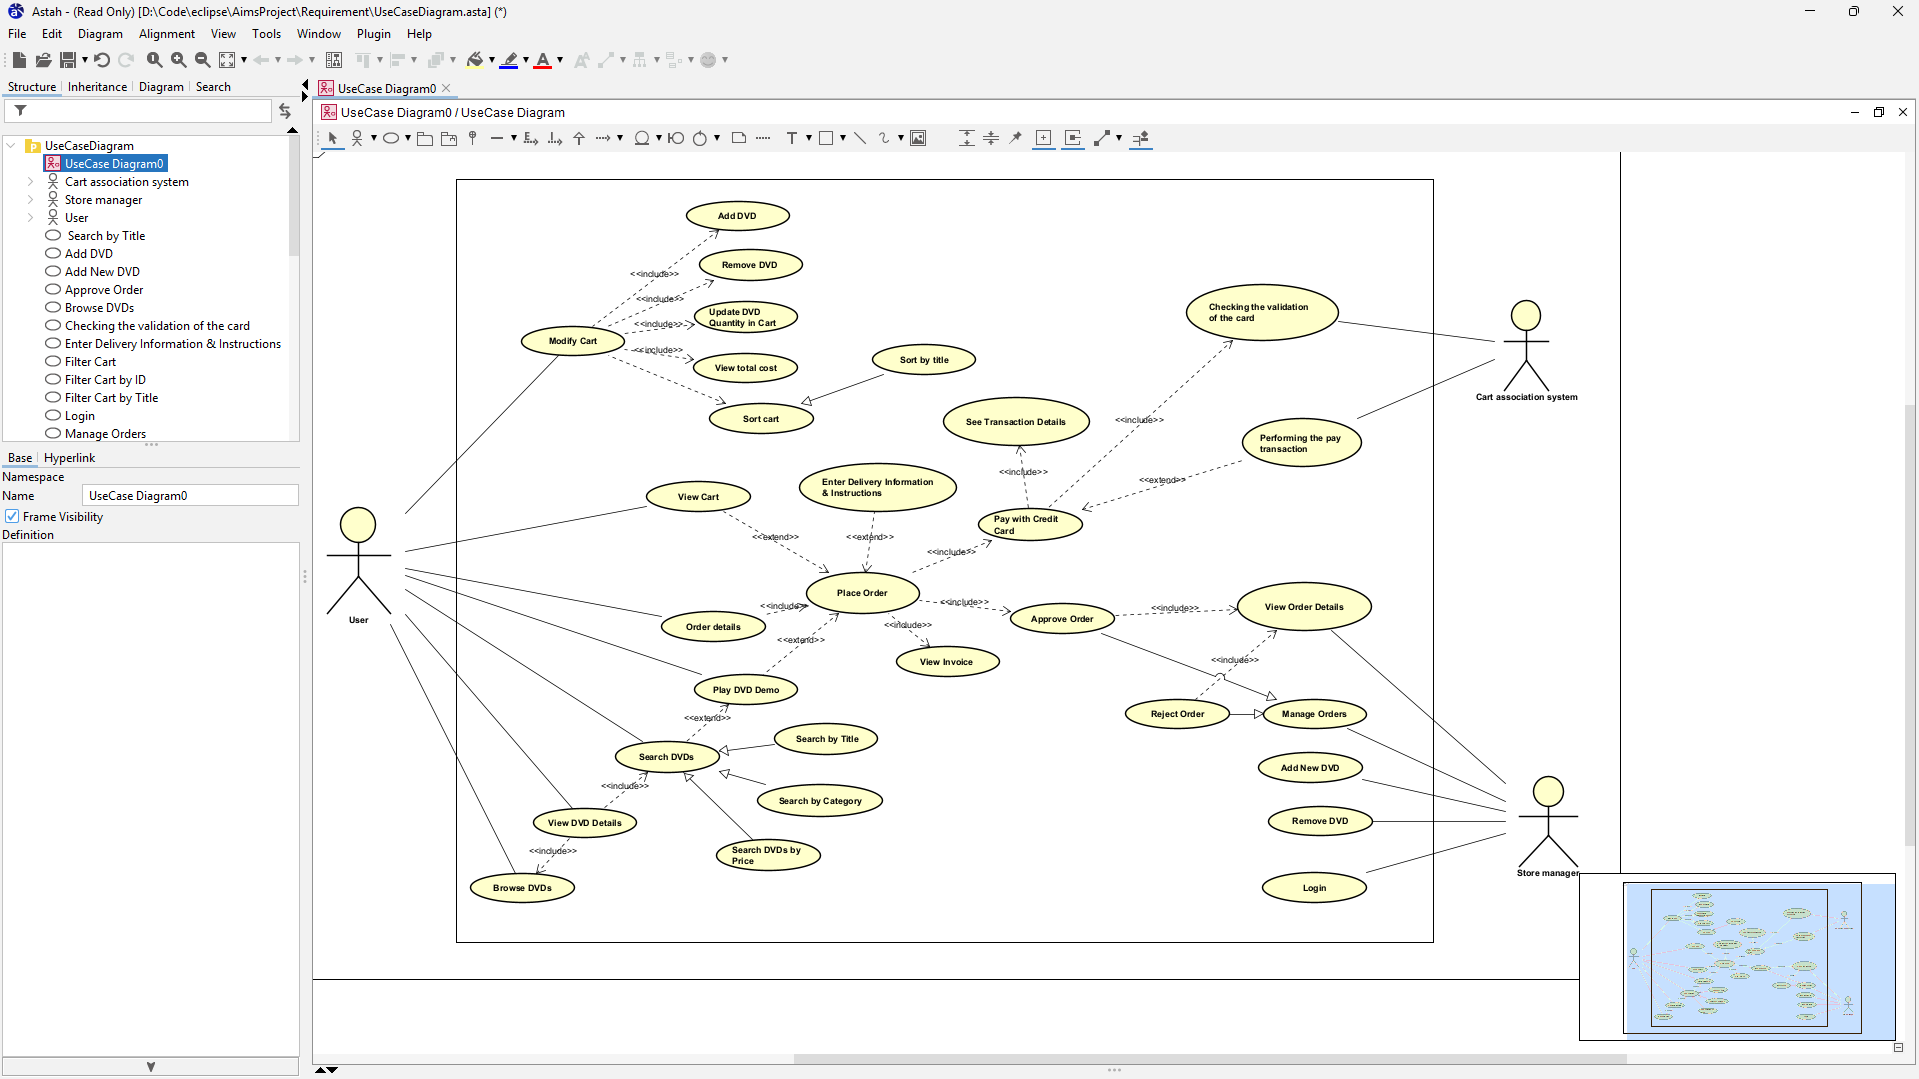 Astah - (Read Only) [D:\Code\eclipse\AimsProject\Requirement\UseCaseDiagram.asta] (*)
File Edit Diagram Alignment View Tools Window Plugin Help
Structure Inheritance Diagram Search
UseCase Diagram0
UseCase Diagram0 / UseCase Diagram
UseCaseDiagram
UseCase Diagram0
Cart association system
Store manager
User
Search by Title
Add DVD
Add New DVD
Approve Order
Browse DVDs
Checking the validation of the card
Enter Delivery Information & Instructions
Filter Cart
Filter Cart by ID
Filter Cart by Title
Login
Manage Orders
Base Hyperlink
Namespace
Name UseCase Diagram0
Frame Visibility
Definition
Add DVD
Remove DVD
<<include>>
<<include>>
Update DVD
Quantity in Cart
<<include>>
Modify Cart
<<include>>
View total cost
Sort by title
Sort cart
Checking the validation
of the card
Cart association system
See Transaction Details
<<include>>
Performing the pay
transaction
<<include>>
<<extend>>
View Cart
Enter Delivery Information
& Instructions
Pay with Credit
Card
<<extend>>
<<extend>>
<<include>>
Place Order
<<include>>
<<include>>
Approve Order
<<include>>
View Order Details
User
Order details
<<include>>
<<extend>>
View Invoice
<<include>>
Play DVD Demo
<<extend>>
Reject Order
Manage Orders
Search by Title
Search DVDs
Add New DVD
<<include>>
Search by Category
View DVD Details
Remove DVD
<<include>>
Search DVDs by
Price
Store manager
Browse DVDs
Login